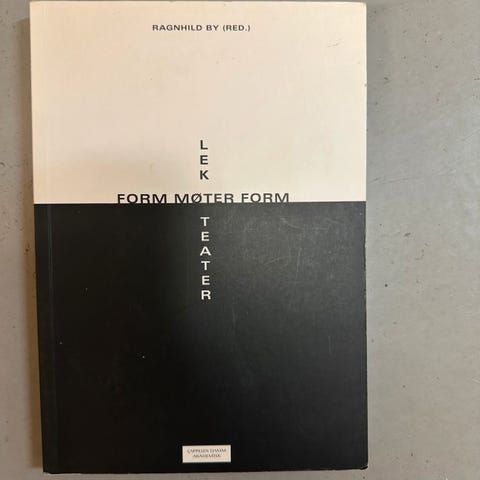 RAGNHILD BY (RED.)
LEK
FORM MØTER FORM
TEATER
CAPPELEN DAMM
AKADEMISK